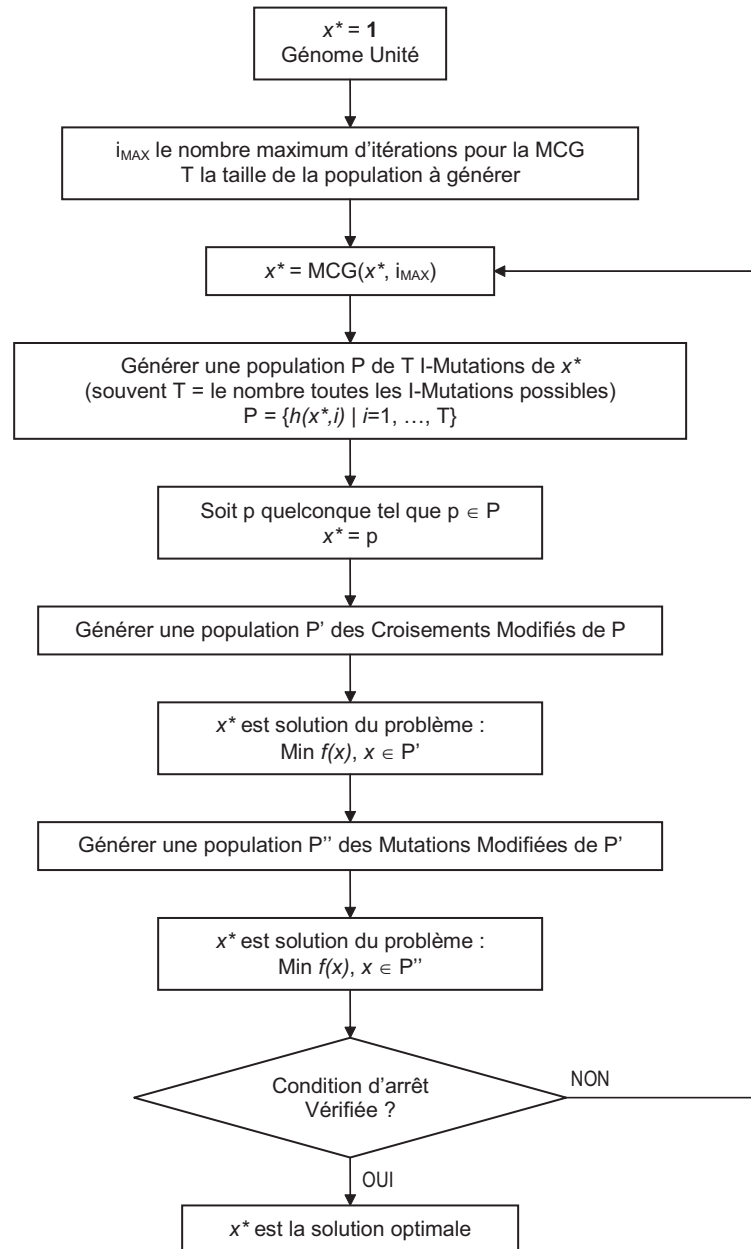 x* = 1
Génome Unité
iMAX le nombre maximum d'itérations pour la MCG
T la taille de la population à générer
x* = MCG(x*, iMAX)
Générer une population P de T I-Mutations de x*
(souvent T = le nombre toutes les I-Mutations possibles)
P = {h(x*,i) | i=1, …, T}
Soit p quelconque tel que p ∈ P
x* = p
Générer une population P' des Croisements Modifiés de P
x* est solution du problème :
Min f(x), x ∈ P'
Générer une population P'' des Mutations Modifiées de P'
x* est solution du problème :
Min f(x), x ∈ P''
Condition d'arrêt
Vérifiée ?
NON
OUI
x* est la solution optimale